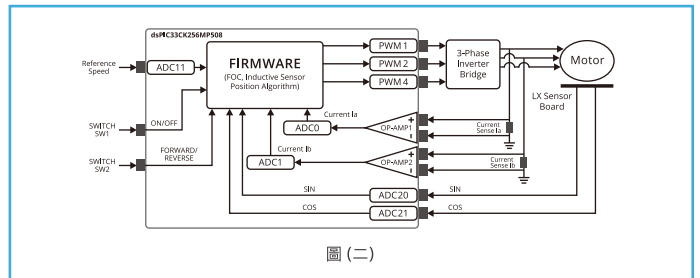 dsPIC33CK256MP508
Reference
Speed
ADC11
FIRMWARE
(FOC, Inductive Sensor
Position Algorithm)
PWM 1
PWM 2
PWM 4
3-Phase
Inverter
Bridge
Motor
LX Sensor
Board
SWITCH
SW1
ON/OFF
Current Ia
ADC0
OP-AMP1
+
-
Current
Sense Ia
SWITCH
SW2
FORWARD/
REVERSE
Current Ib
ADC1
OP-AMP2
+
-
Current
Sense Ib
SIN
ADC20
SIN
COS
ADC21
COS
圖 (二)